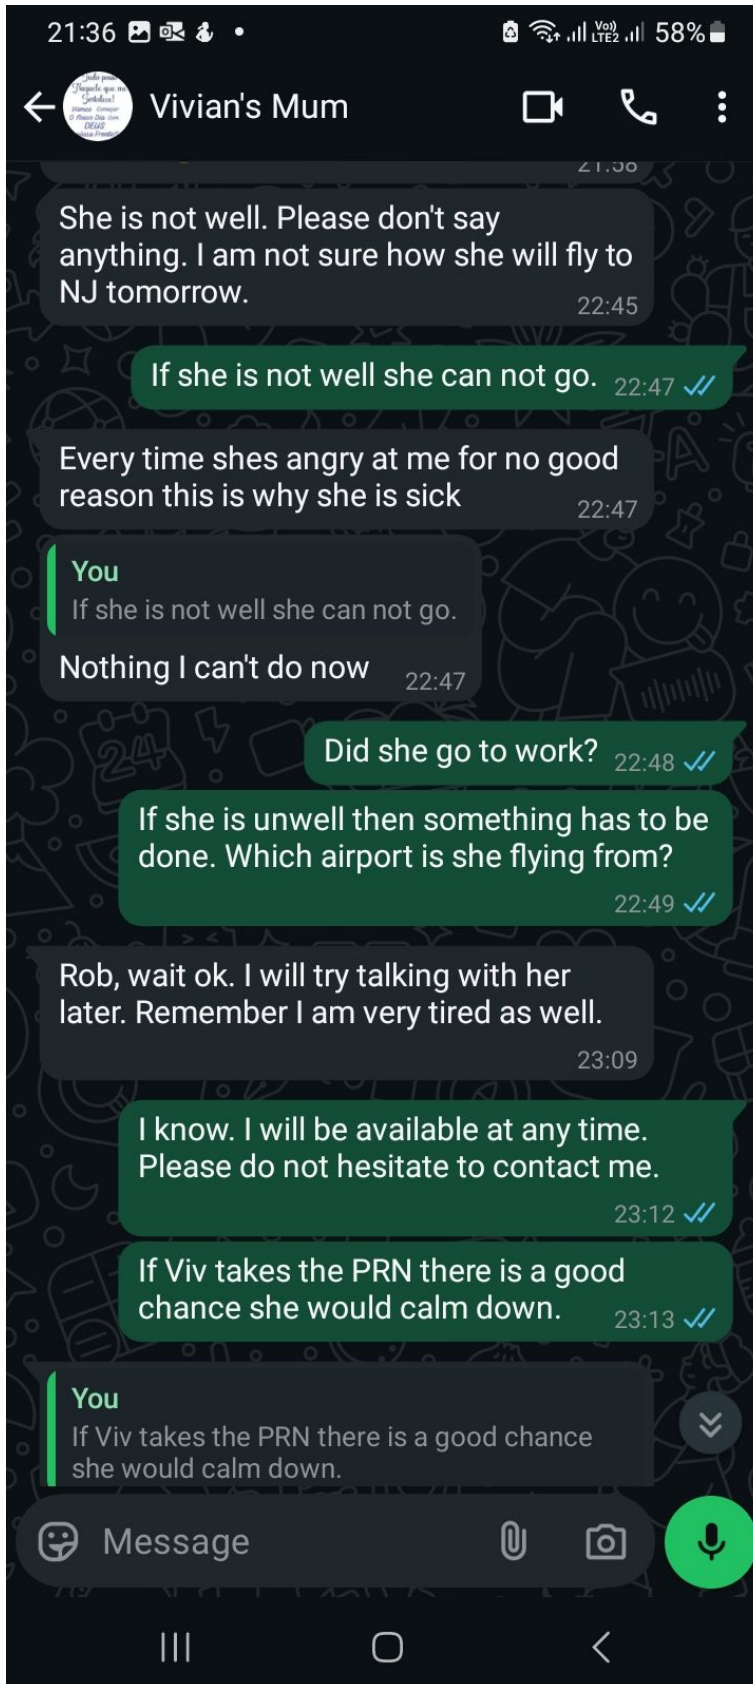 21:36
58%
VoLTE2
Vivian's Mum
21:58
She is not well. Please don't say
anything. I am not sure how she will fly to
NJ tomorrow.
22:45
If she is not well she can not go. 22:47
Every time shes angry at me for no good
reason this is why she is sick
22:47
You
If she is not well she can not go.
Nothing I can't do now 22:47
Did she go to work? 22:48
If she is unwell then something has to be
done. Which airport is she flying from?
22:49
Rob, wait ok. I will try talking with her
later. Remember I am very tired as well.
23:09
I know. I will be available at any time.
Please do not hesitate to contact me.
23:12
If Viv takes the PRN there is a good
chance she would calm down. 23:13
You
If Viv takes the PRN there is a good chance
she would calm down.
Message